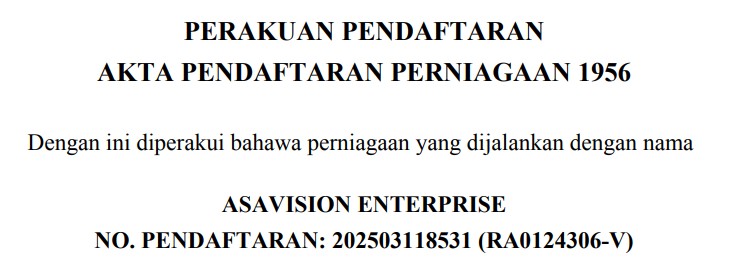 PERAKUAN PENDAFTARAN
AKTA PENDAFTARAN PERNIAGAAN 1956
Dengan ini diperakui bahawa perniagaan yang dijalankan dengan nama
ASAVISION ENTERPRISE
NO. PENDAFTARAN: 202503118531 (RA0124306-V)